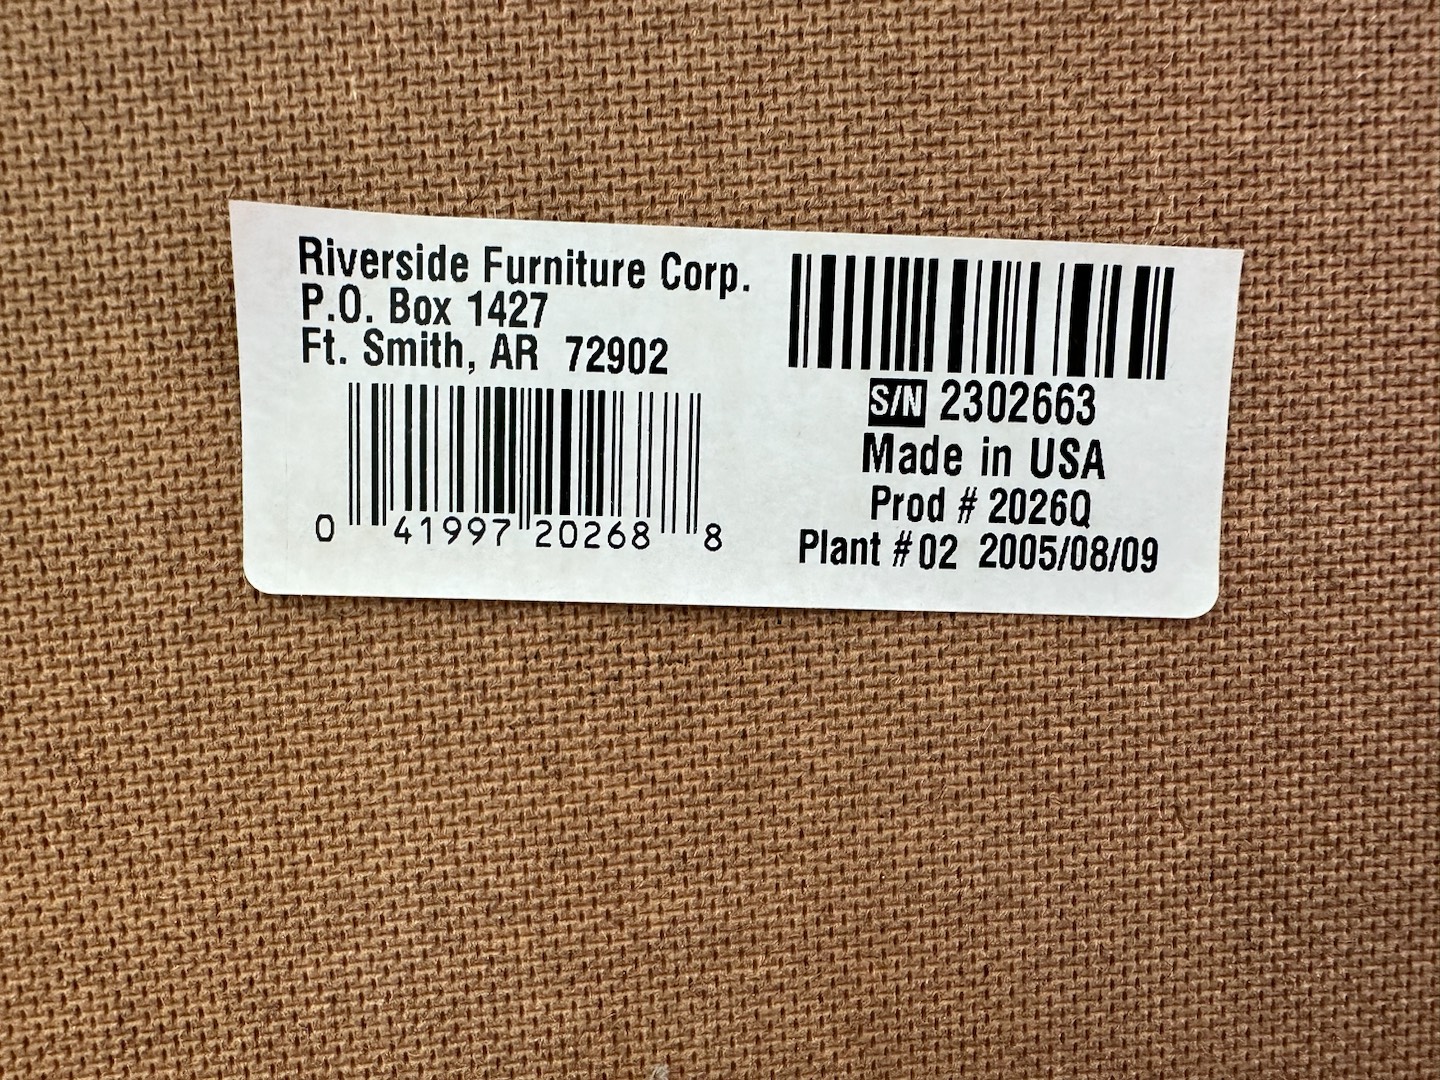 Riverside Furniture Corp.
P.O. Box 1427
Ft. Smith, AR 72902
0 41997 20268 8
S/N 2302663
Made in USA
Prod # 2026Q
Plant # 02 2005/08/09